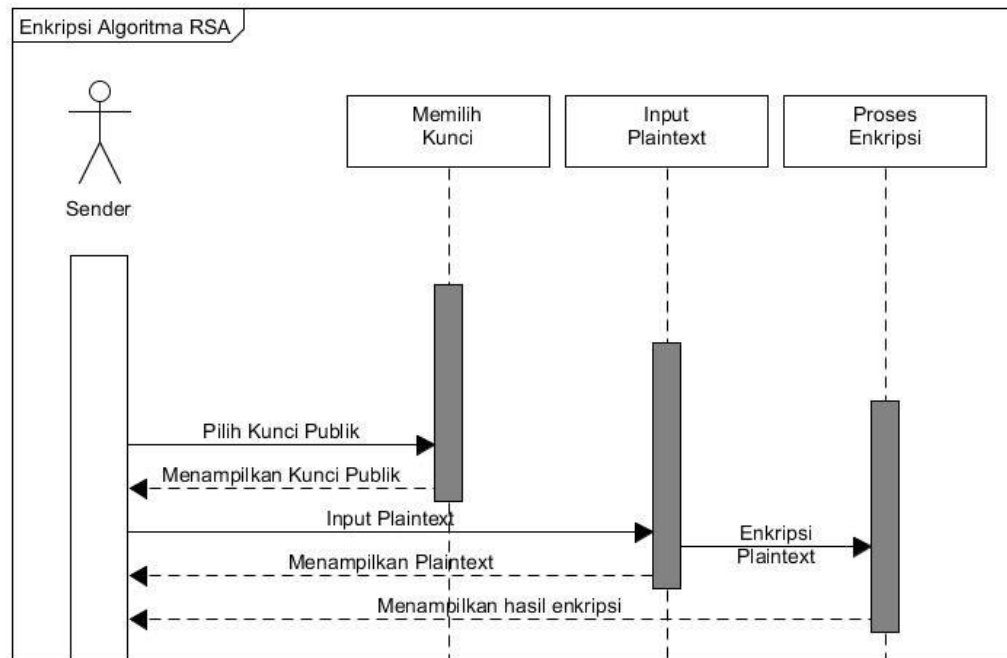 Enkripsi Algoritma RSA
Memilih
Kunci
Input
Plaintext
Proses
Enkripsi
Sender
Pilih Kunci Publik
Menampilkan Kunci Publik
Input Plaintext
Enkripsi
Plaintext
Menampilkan Plaintext
Menampilkan hasil enkripsi